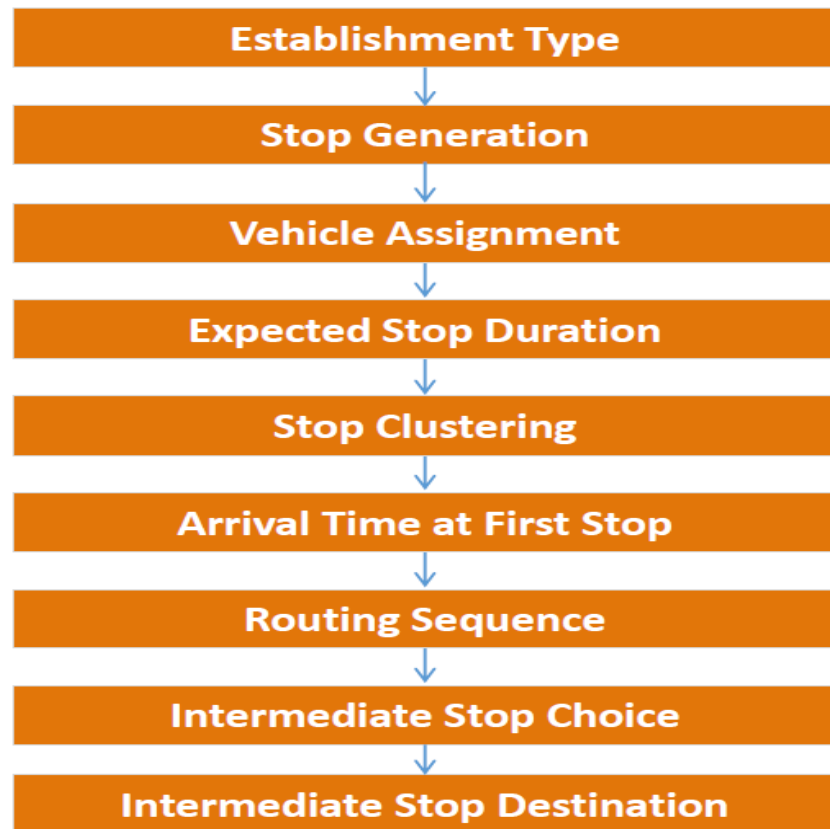 Establishment Type
Stop Generation
Vehicle Assignment
Expected Stop Duration
Stop Clustering
Arrival Time at First Stop
Routing Sequence
Intermediate Stop Choice
Intermediate Stop Destination